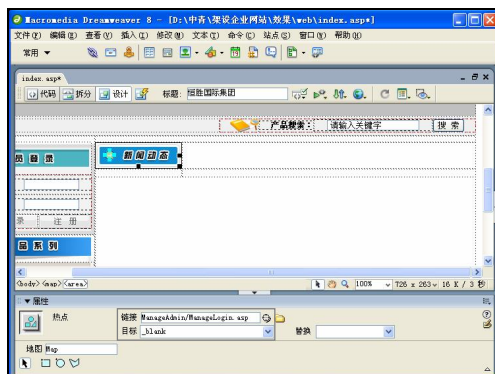 Macromedia Dreamweaver 8 - [D:\中青\架设企业网站\效果\web\index.asp*]
文件(F) 编辑(E) 查看(V) 插入(I) 修改(M) 文本(T) 命令(C) 站点(S) 窗口(W) 帮助(H)
常用
index.asp*
代码 拆分 设计 标题: 恒胜国际集团
产品搜索: 请输入关键字 搜 索
员 登 录 新 闻 动 态
录 注 册
品 系 列
<body> <map> <area> 100% 726 x 263 16 K / 3 秒
属性
热点 链接 ManageAdmin/ManageLogin.asp
目标 _blank 替换
地图 Map